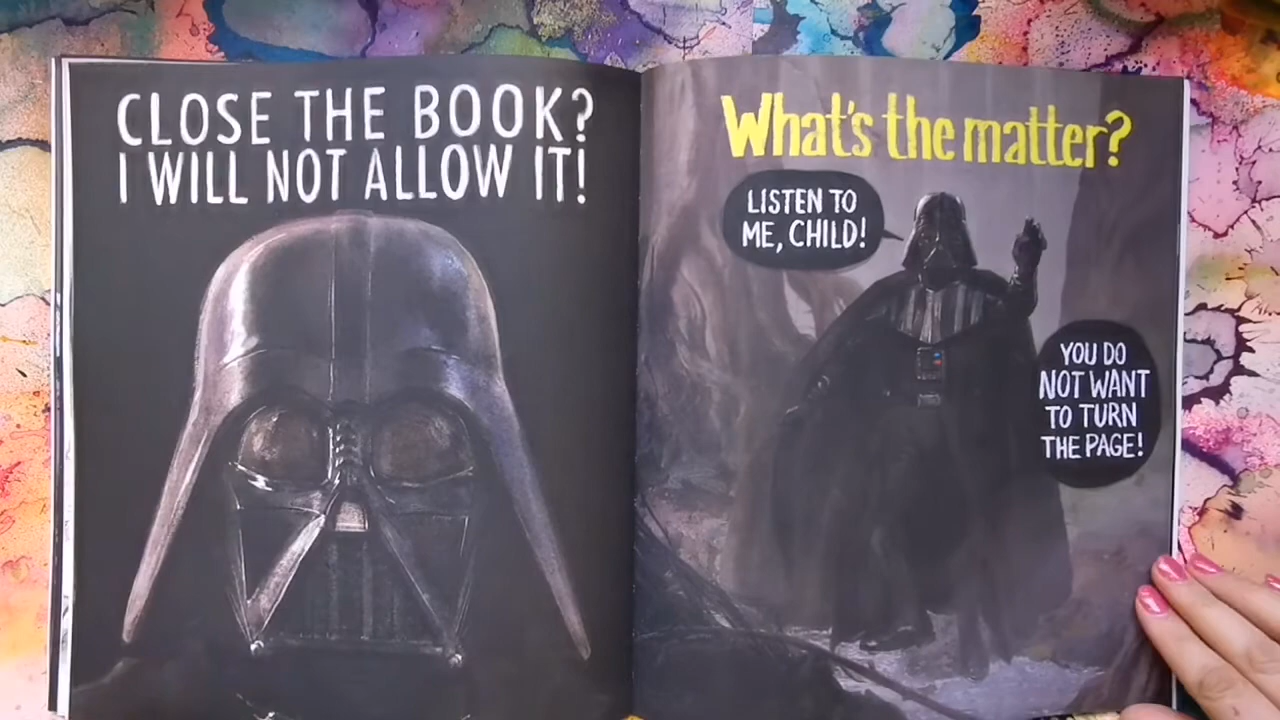 CLOSE THE BOOK?
I WILL NOT ALLOW IT!
What's the matter?
LISTEN TO
ME, CHILD!
YOU DO
NOT WANT
TO TURN
THE PAGE!